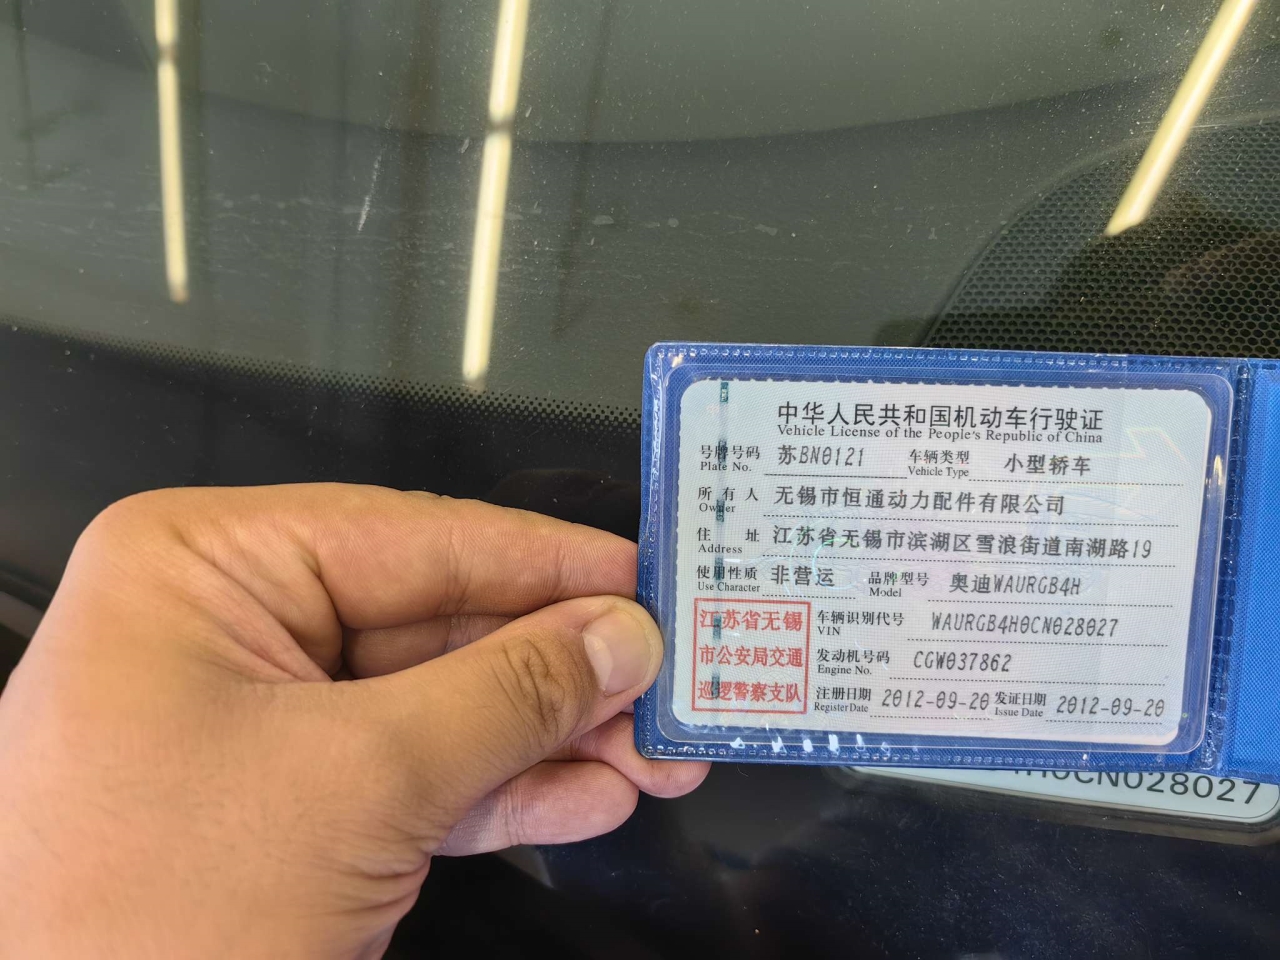 中华人民共和国机动车行驶证
Vehicle License of the People's Republic of China
号牌号码 苏BN0121 车辆类型 小型轿车
Plate No. Vehicle Type
所有人 无锡市恒通动力配件有限公司
Owner
住址 江苏省无锡市滨湖区雪浪街道南湖路19
Address
使用性质 非营运 品牌型号 奥迪WAURGB4H
Use Character Model
江苏省无锡
市公安局交通
巡逻警察支队
车辆识别代号 WAURGB4H0CN028027
VIN
发动机号码 CGW037862
Engine No.
注册日期 2012-09-20 发证日期 2012-09-20
Register Date Issue Date
4H0CN028027